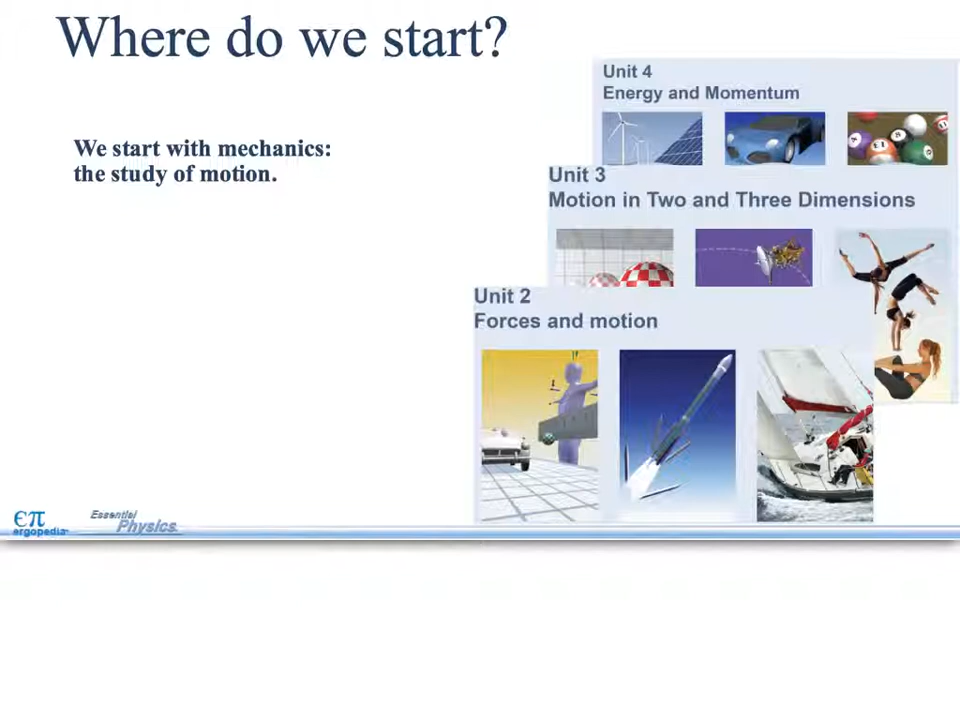 Where do we start?
We start with mechanics:
the study of motion.
Unit 4
Energy and Momentum
Unit 3
Motion in Two and Three Dimensions
Unit 2
Forces and motion
επ
ergopedia
Essential
Physics